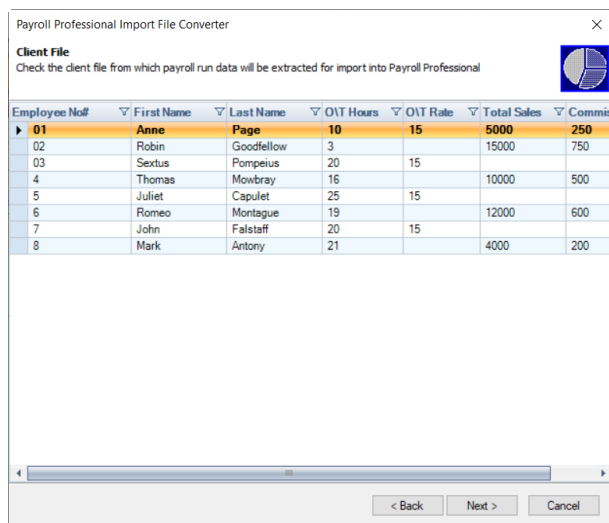 Payroll Professional Import File Converter
Client File
Check the client file from which payroll run data will be extracted for import into Payroll Professional
Employee No# First Name Last Name O\T Hours O\T Rate Total Sales Commis
01 Anne Page 10 15 5000 250
02 Robin Goodfellow 3 15000 750
03 Sextus Pompeius 20 15
4 Thomas Mowbray 16 10000 500
5 Juliet Capulet 25 15
6 Romeo Montague 19 12000 600
7 John Falstaff 20 15
8 Mark Antony 21 4000 200
< Back Next > Cancel